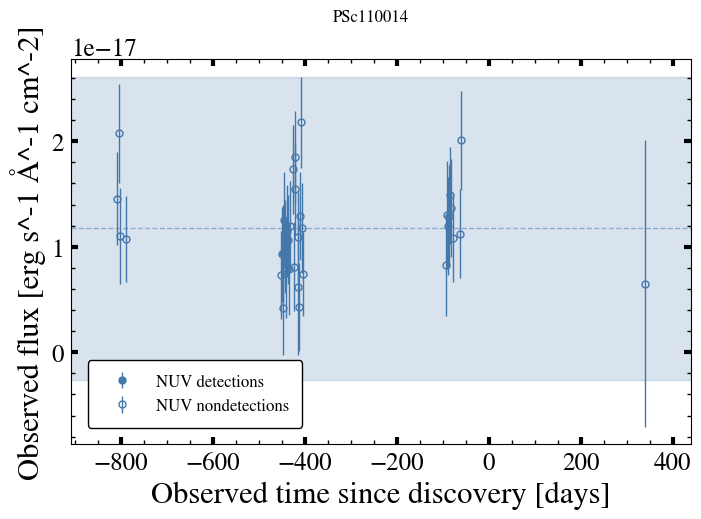 PSc110014
1e−17
Observed flux [erg s^-1 Å^-1 cm^-2]
2
1
0
NUV detections
NUV nondetections
−800 −600 −400 −200 0 200 400
Observed time since discovery [days]